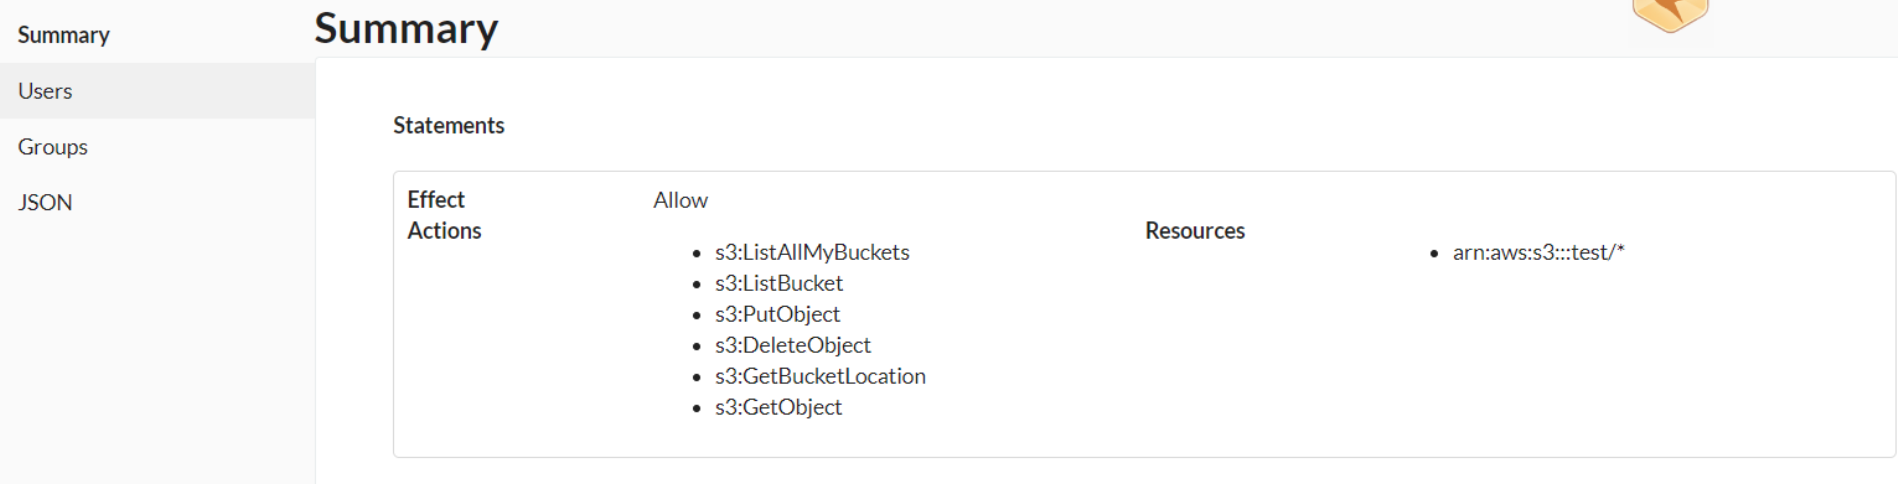 Summary
Users
Groups
JSON
Summary
Statements
Effect Allow
Actions
s3:ListAllMyBuckets
s3:ListBucket
s3:PutObject
s3:DeleteObject
s3:GetBucketLocation
s3:GetObject
Resources
arn:aws:s3:::test/*